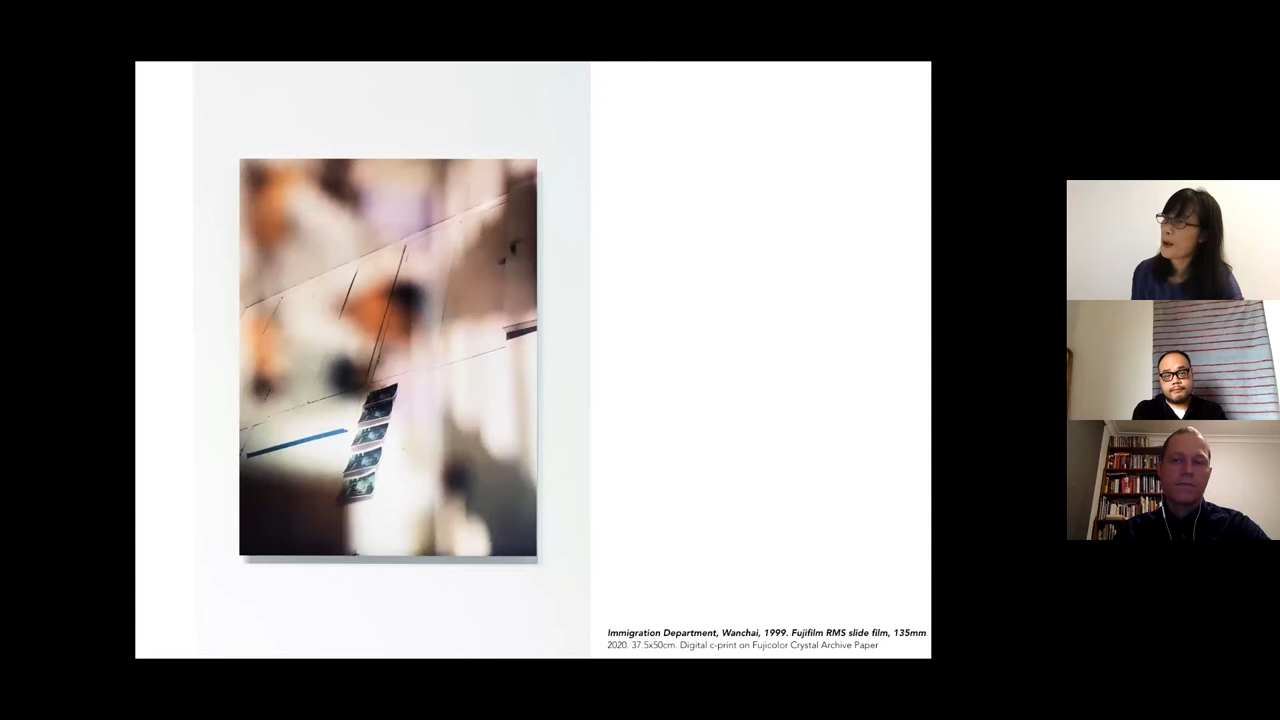 Immigration Department, Wanchai, 1999. Fujifilm RMS slide film, 135mm.
2020. 37.5x50cm. Digital c-print on Fujicolor Crystal Archive Paper